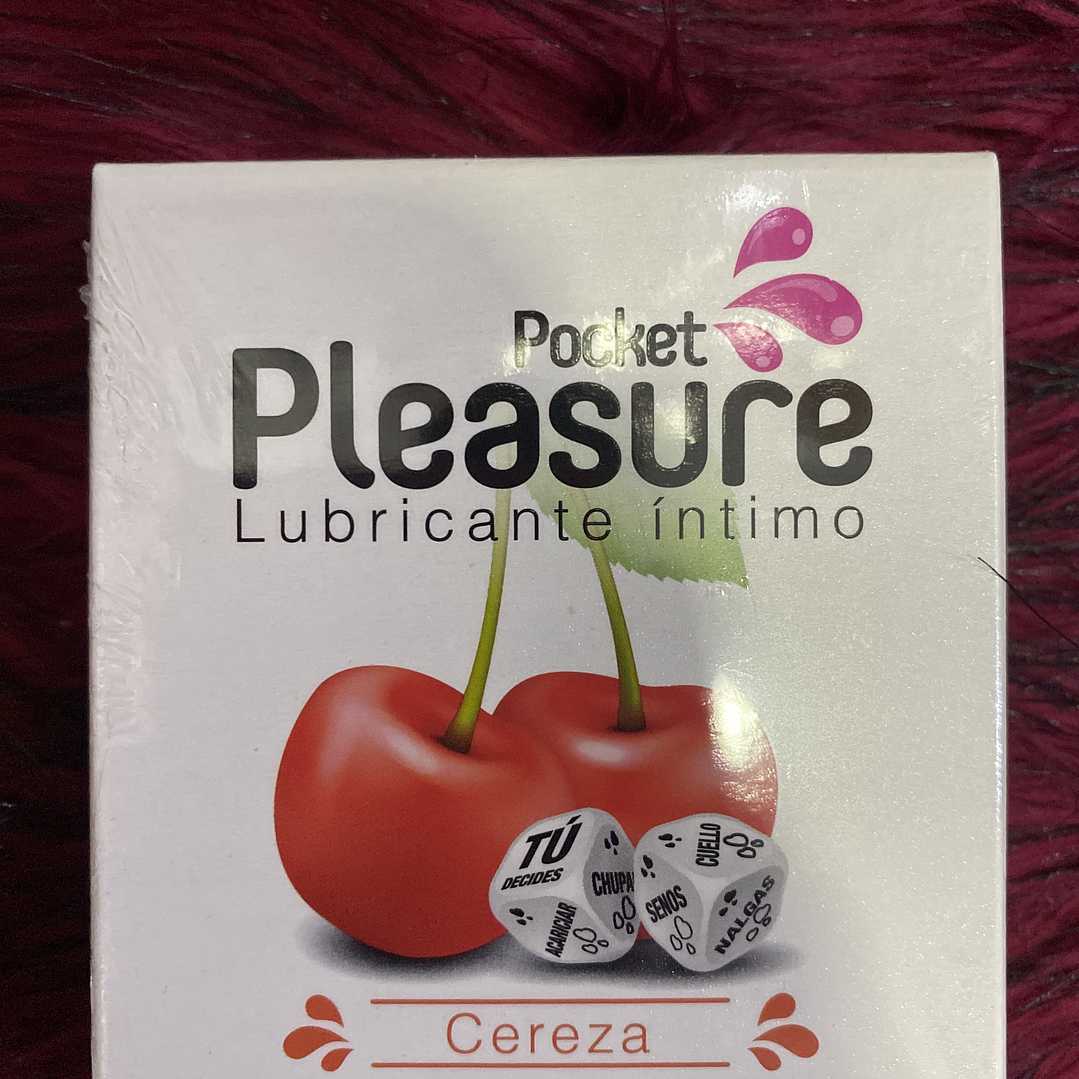 Pocket
Pleasure
Lubricante íntimo
TÚ
DECIDES
ACARICIAR
CHUPA
CUELLO
SENOS
NALGAS
Cereza